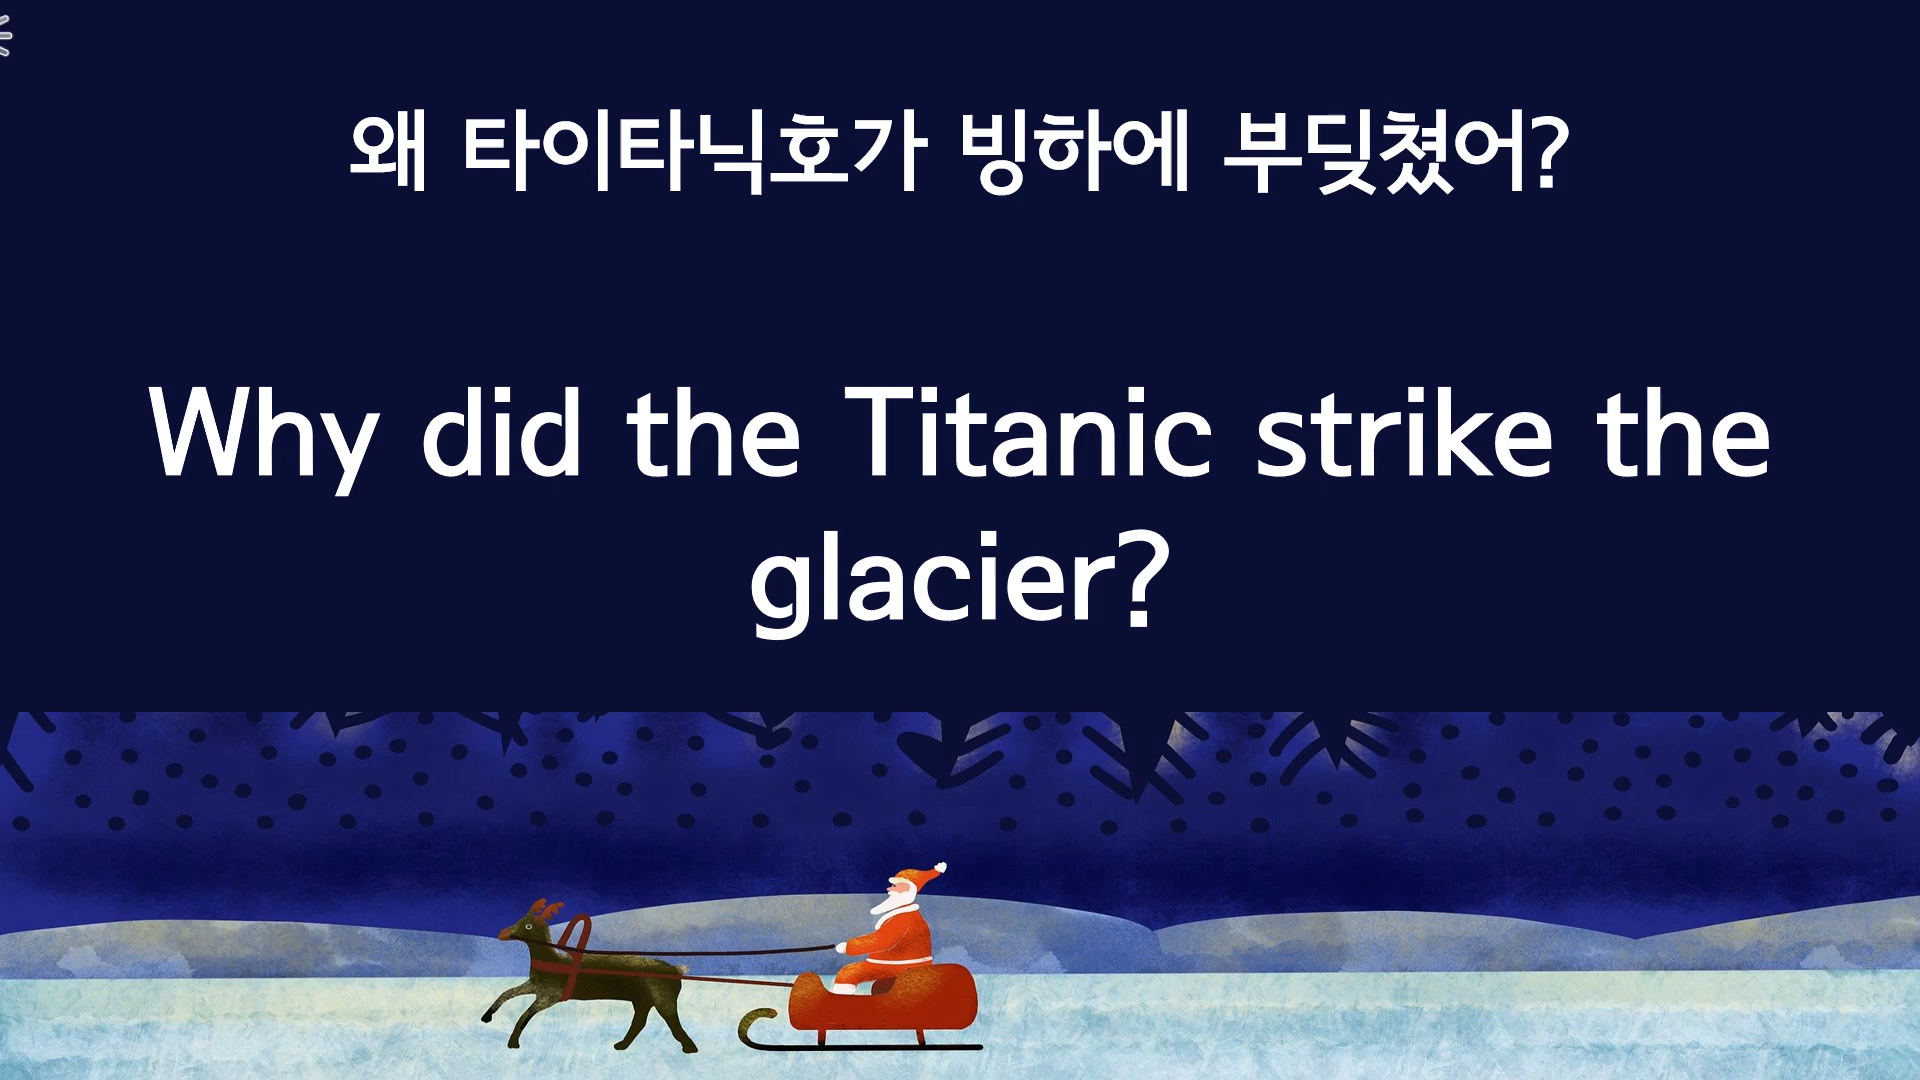 왜 타이타닉호가 빙하에 부딪쳤어?
Why did the Titanic strike the
glacier?